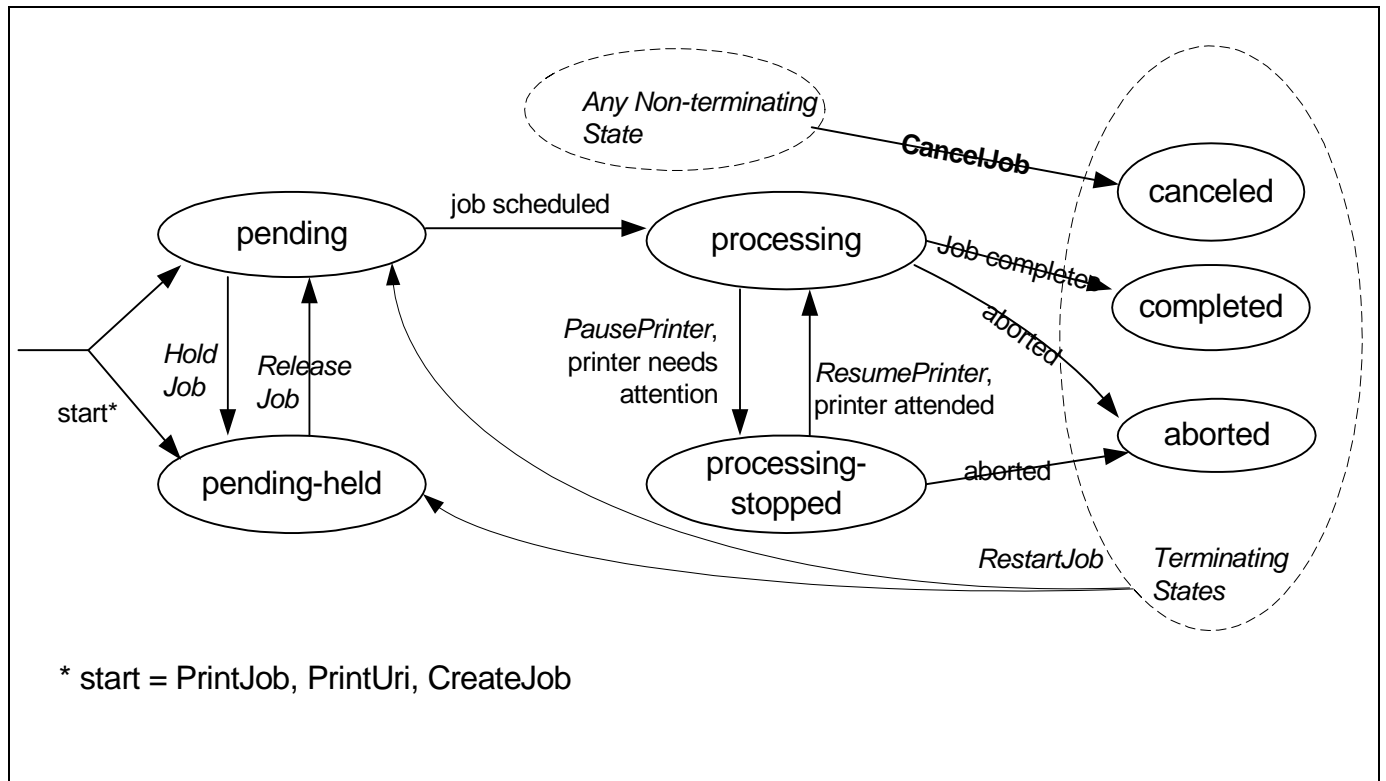 Any Non-terminating
State
CancelJob
canceled
pending
job scheduled
processing
Job completed
completed
aborted
Hold
Job
Release
Job
PausePrinter,
printer needs
attention
ResumePrinter,
printer attended
start*
aborted
pending-held
processing-
stopped
aborted
RestartJob
Terminating
States
* start = PrintJob, PrintUri, CreateJob